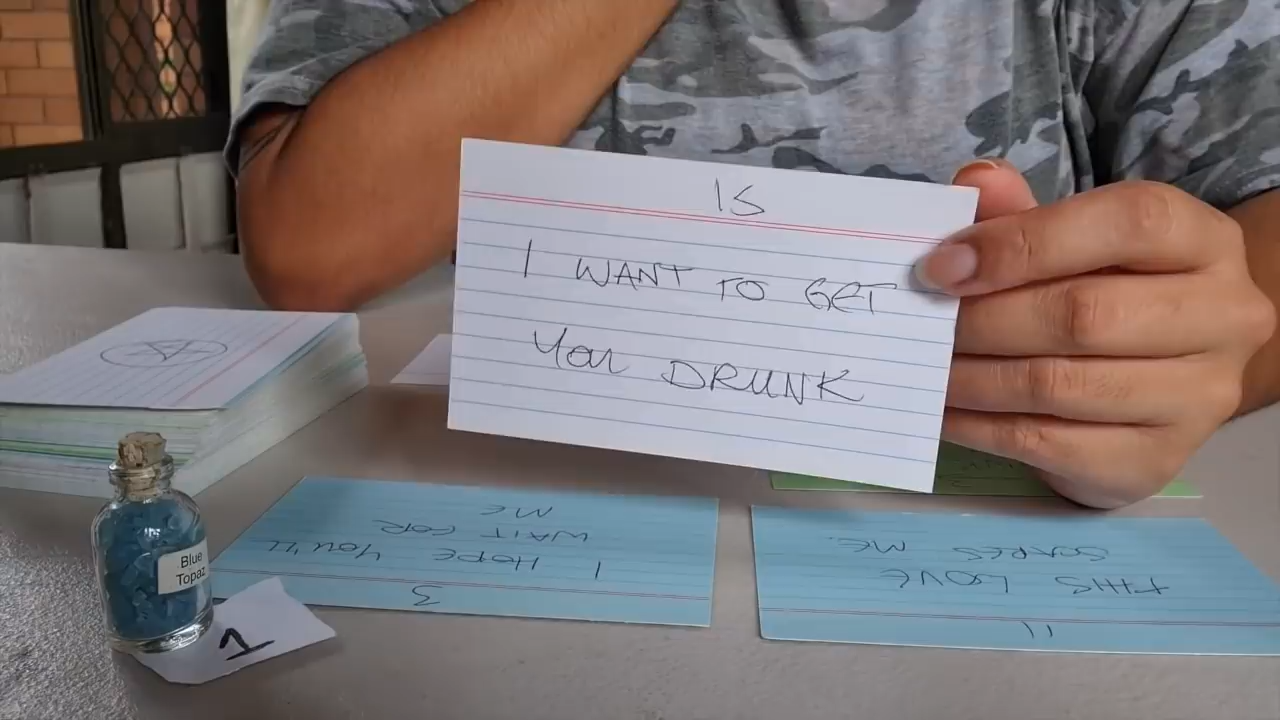 15
I WANT TO GET
You DRUNK
3
I HOPE YOU'LL
WAIT FOR
ME
11
THIS LOVE
SCARES ME.
Blue
Topaz
1